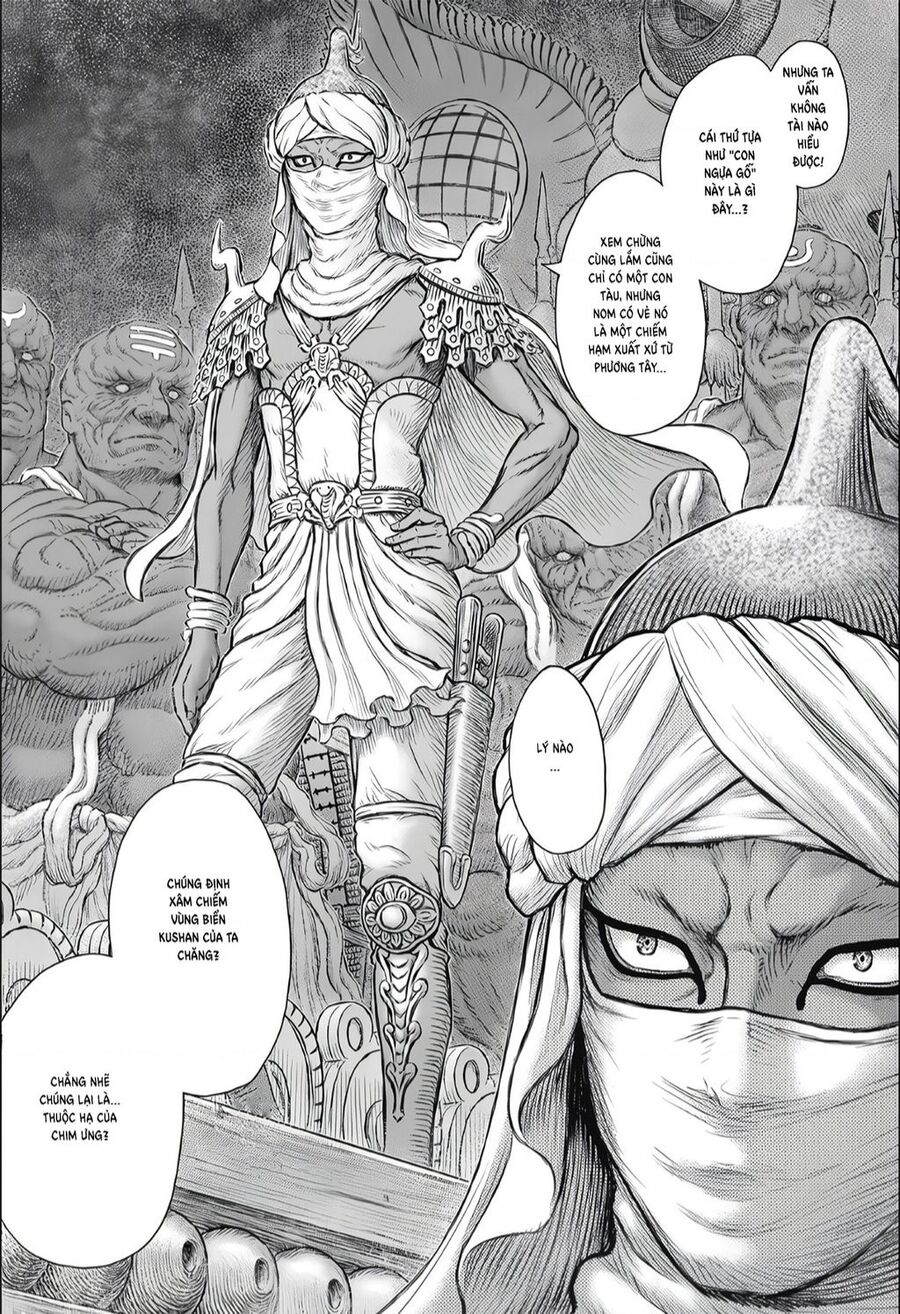 NHƯNG TA
VẪN
KHÔNG
TÀI NÀO
HIỂU
ĐƯỢC!
CÁI THỨ TỰA
NHƯ "CON
NGỰA GỖ"
NÀY LÀ GÌ
ĐÂY...?
XEM CHỪNG
CÙNG LẮM CŨNG
CHỈ CÓ MỘT CON
TÀU, NHƯNG
NOM CÓ VẺ NÓ
LÀ MỘT CHIẾM
HẠM XUẤT XỨ TỪ
PHƯƠNG TÂY...
LÝ NÀO
...
CHÚNG ĐỊNH
XÂM CHIẾM
VÙNG BIỂN
KUSHAN CỦA TA
CHĂNG?
CHẲNG NHẼ
CHÚNG LẠI LÀ...
THUỘC HẠ CỦA
CHIM ƯNG?